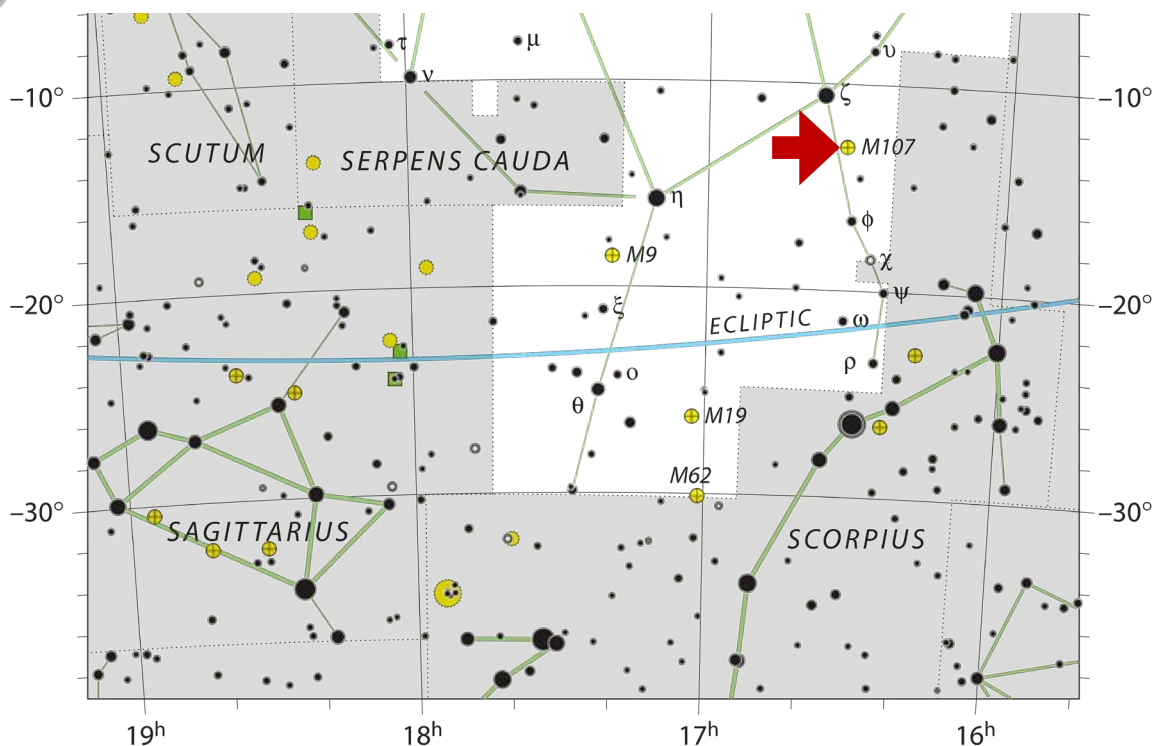 τ
μ
ν
υ
–10°
ζ
–10°
SCUTUM
SERPENS CAUDA
M107
η
φ
M9
χ
–20°
ψ
–20°
ξ
ECLIPTIC
ω
ρ
ο
θ
M19
M62
–30°
–30°
SAGITTARIUS
SCORPIUS
19h
18h
17h
16h